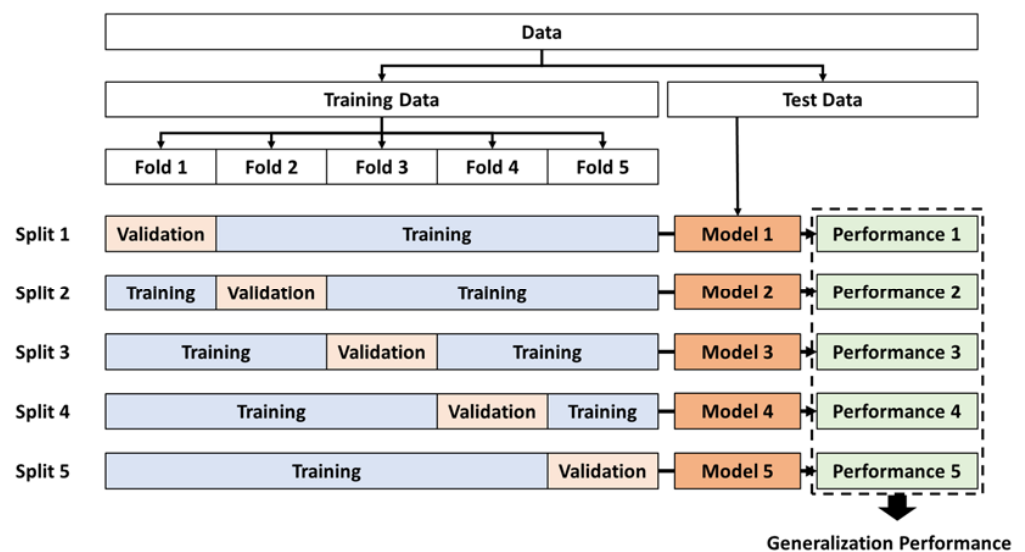 Data
Training Data Test Data
Fold 1 Fold 2 Fold 3 Fold 4 Fold 5
Split 1 Validation Training Model 1 Performance 1
Split 2 Training Validation Training Model 2 Performance 2
Split 3 Training Validation Training Model 3 Performance 3
Split 4 Training Validation Training Model 4 Performance 4
Split 5 Training Validation Model 5 Performance 5
Generalization Performance